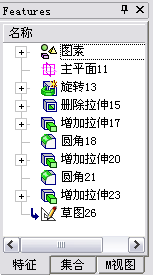 Features
名称
图素
主平面11
旋转13
删除拉伸15
增加拉伸17
圆角18
增加拉伸20
圆角21
增加拉伸23
草图26
特征 集合 M视图